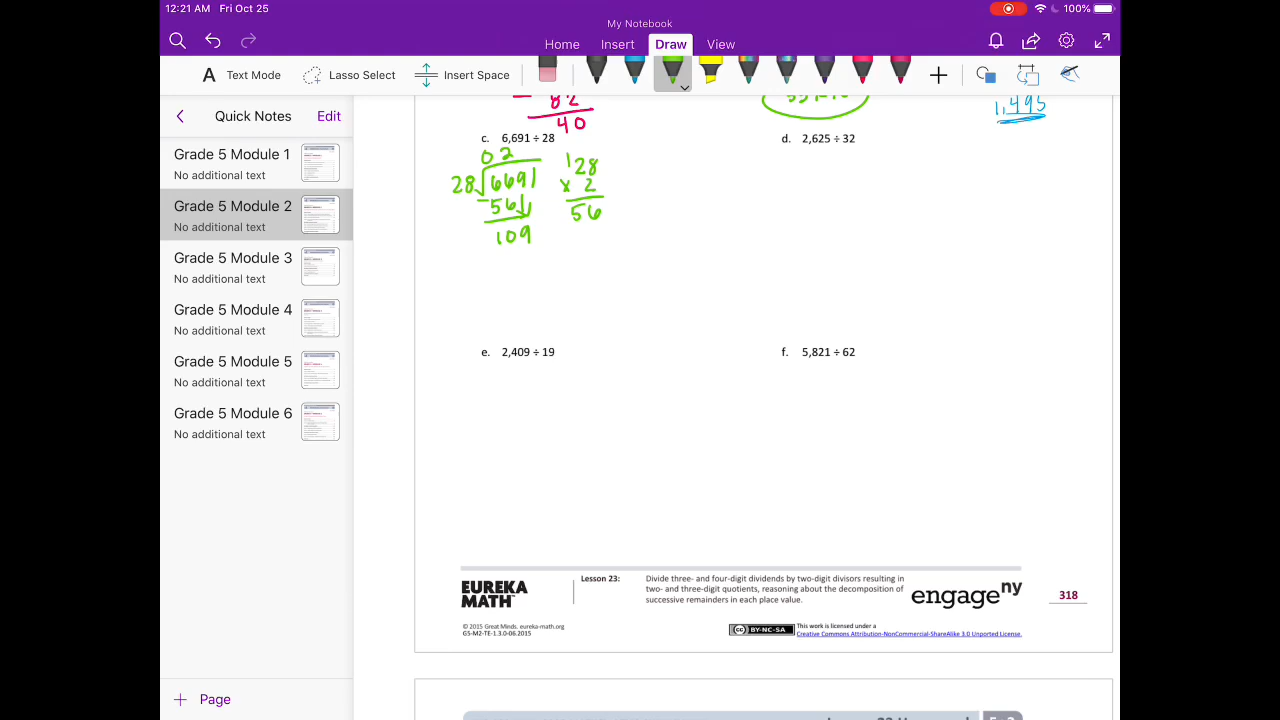 12:21 AM Fri Oct 25
100%
My Notebook
Home Insert Draw View
A Text Mode Lasso Select Insert Space
Quick Notes Edit
Grade 5 Module 1
No additional text
Grade 5 Module 2
No additional text
Grade 5 Module 3
No additional text
Grade 5 Module 4
No additional text
Grade 5 Module 5
No additional text
Grade 5 Module 6
No additional text
+ Page
82
40
1,495
c. 6,691 ÷ 28
02
28 6691
-56
109
1
28
x 2
56
d. 2,625 ÷ 32
e. 2,409 ÷ 19
f. 5,821 ÷ 62
EUREKA MATH™
Lesson 23: Divide three- and four-digit dividends by two-digit divisors resulting in
two- and three-digit quotients, reasoning about the decomposition of
successive remainders in each place value.
engage ny
318
© 2015 Great Minds. eureka-math.org
G5-M2-TE-1.3.0-06.2015
cc BY-NC-SA
This work is licensed under a
Creative Commons Attribution-NonCommercial-ShareAlike 3.0 Unported License.